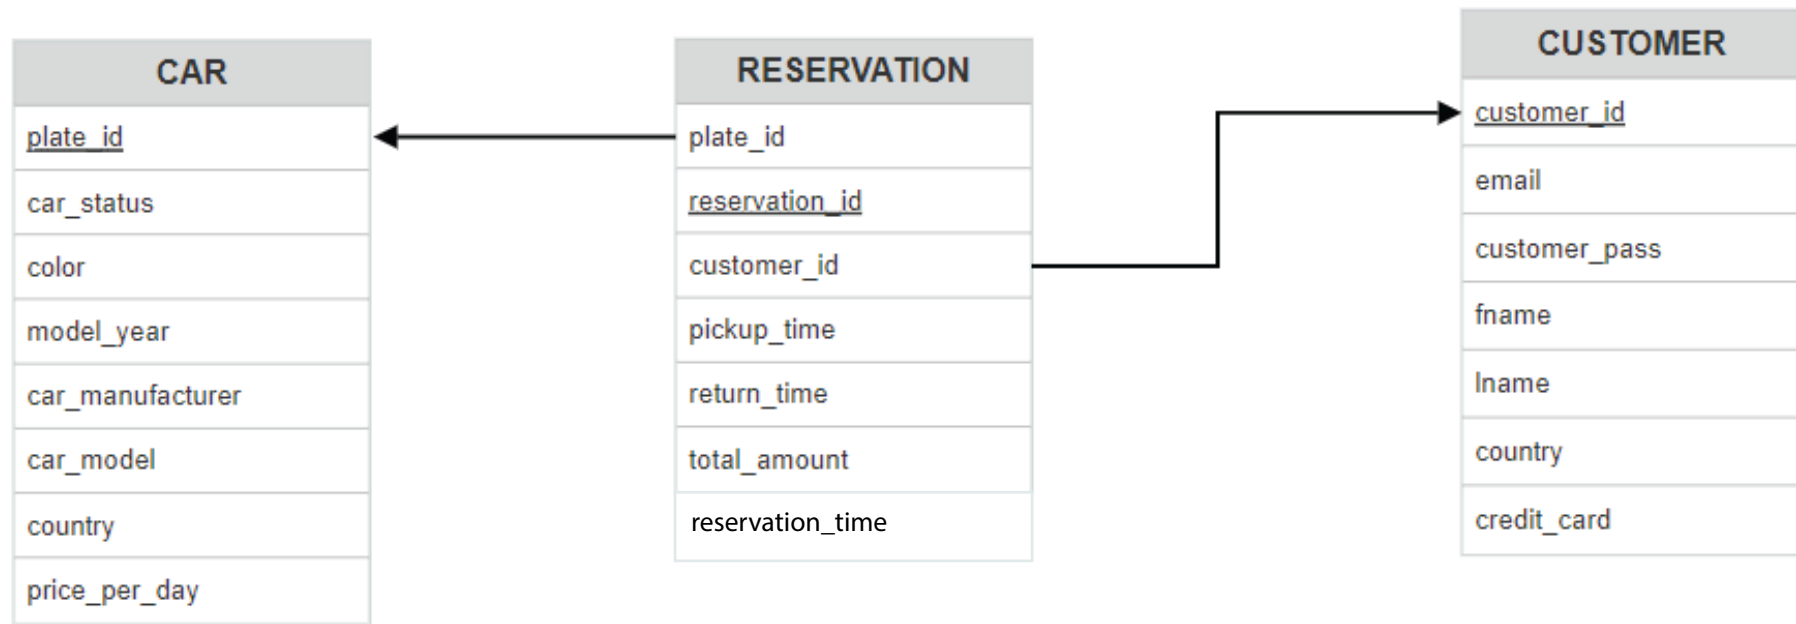 CAR
plate_id
car_status
color
model_year
car_manufacturer
car_model
country
price_per_day
RESERVATION
plate_id
reservation_id
customer_id
pickup_time
return_time
total_amount
reservation_time
CUSTOMER
customer_id
email
customer_pass
fname
lname
country
credit_card